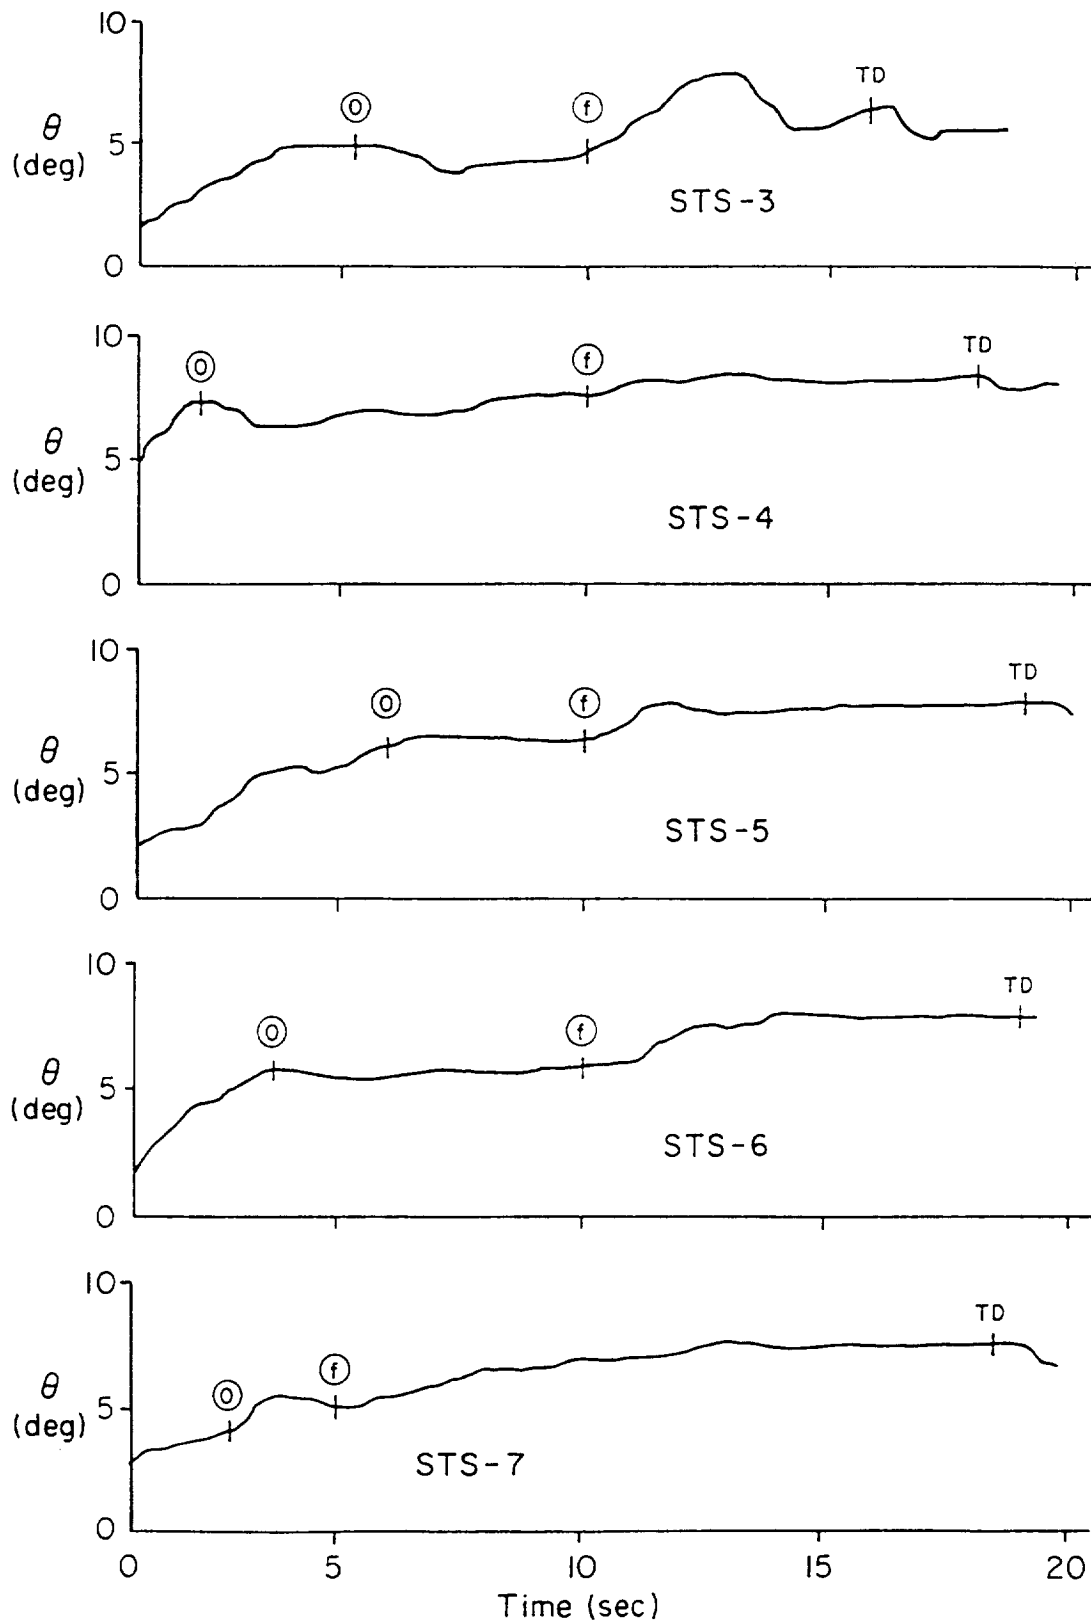 10
TD
O
f
θ
(deg)
5
STS-3
0
10
TD
O
f
θ
(deg)
5
STS-4
0
10
TD
O
f
θ
(deg)
5
STS-5
0
10
TD
O
f
θ
(deg)
5
STS-6
0
10
TD
O
f
θ
(deg)
5
STS-7
0
0 5 10 15 20
Time (sec)